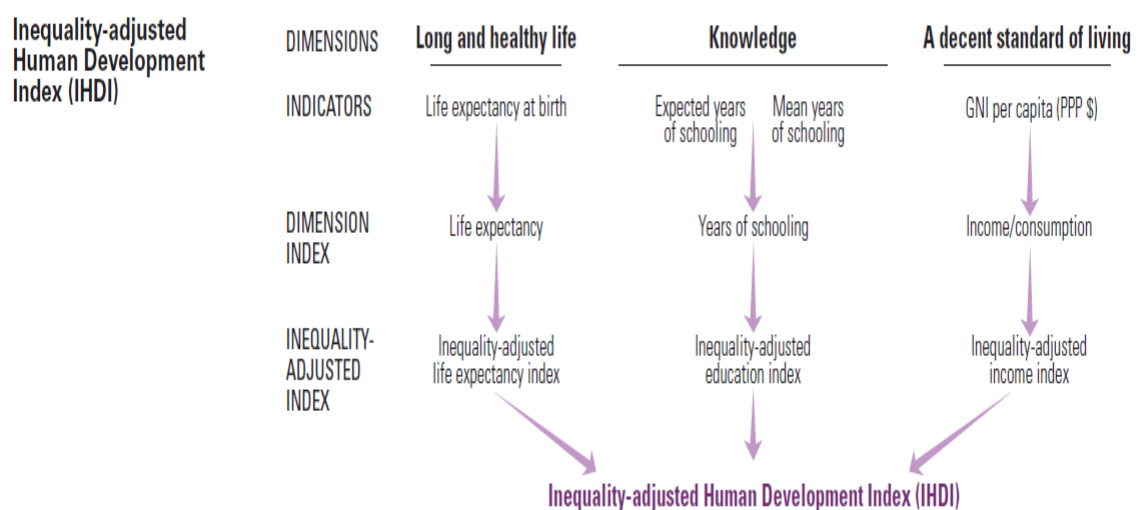 Inequality-adjusted
Human Development
Index (IHDI)
DIMENSIONS
Long and healthy life
Knowledge
A decent standard of living
INDICATORS
Life expectancy at birth
Expected years
of schooling
Mean years
of schooling
GNI per capita (PPP $)
DIMENSION
INDEX
Life expectancy
Years of schooling
Income/consumption
INEQUALITY-
ADJUSTED
INDEX
Inequality-adjusted
life expectancy index
Inequality-adjusted
education index
Inequality-adjusted
income index
Inequality-adjusted Human Development Index (IHDI)